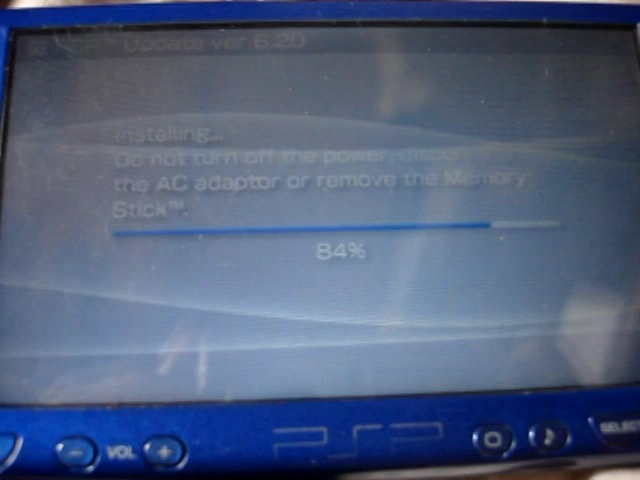 Update ver 6.20
Installing...
Do not turn off the power,
the AC adaptor or remove the Memory
Stick™.
84%
VOL
PSP
SELECT